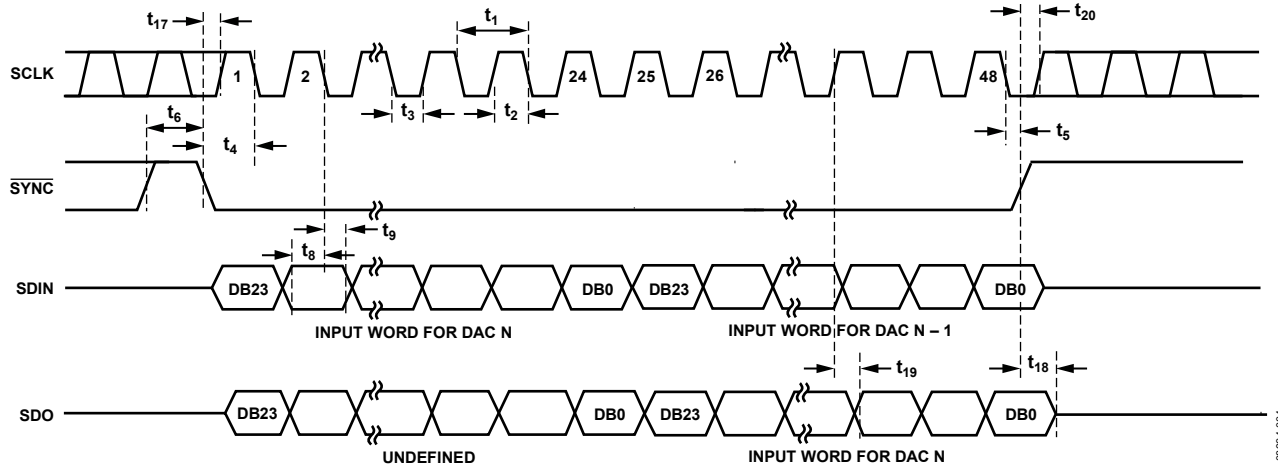 t17
t1
t20
SCLK
1
2
24
25
26
48
t3
t2
t6
t4
t5
SYNC
t9
t8
SDIN
DB23
DB0
DB23
DB0
INPUT WORD FOR DAC N
INPUT WORD FOR DAC N – 1
t19
t18
SDO
DB23
DB0
DB23
DB0
UNDEFINED
INPUT WORD FOR DAC N